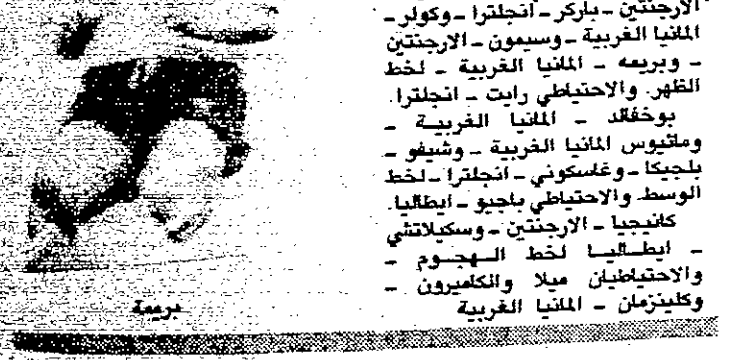 الارجنتين - باركر - انجلترا - وكولر -
المانيا الغربية - وسيمون - الارجنتين
- وبريمه - المانيا الغربية - لخط
الظهر. والاحتياطي رايت - انجلترا.
بوخفالد - المانيا الغربية -
وماتيوس المانيا الغربية - وشيفو -
بلجيكا - وغاسكوني - انجلترا - لخط
الوسط. والاحتياطي باجيو - ايطاليا.
كانيجيا - الارجنتين - وسكيلاتشي
- ايطاليا لخط الهجوم -
والاحتياطيان ميلا والكاميرون -
وكلينزمان - المانيا الغربية
بريمة